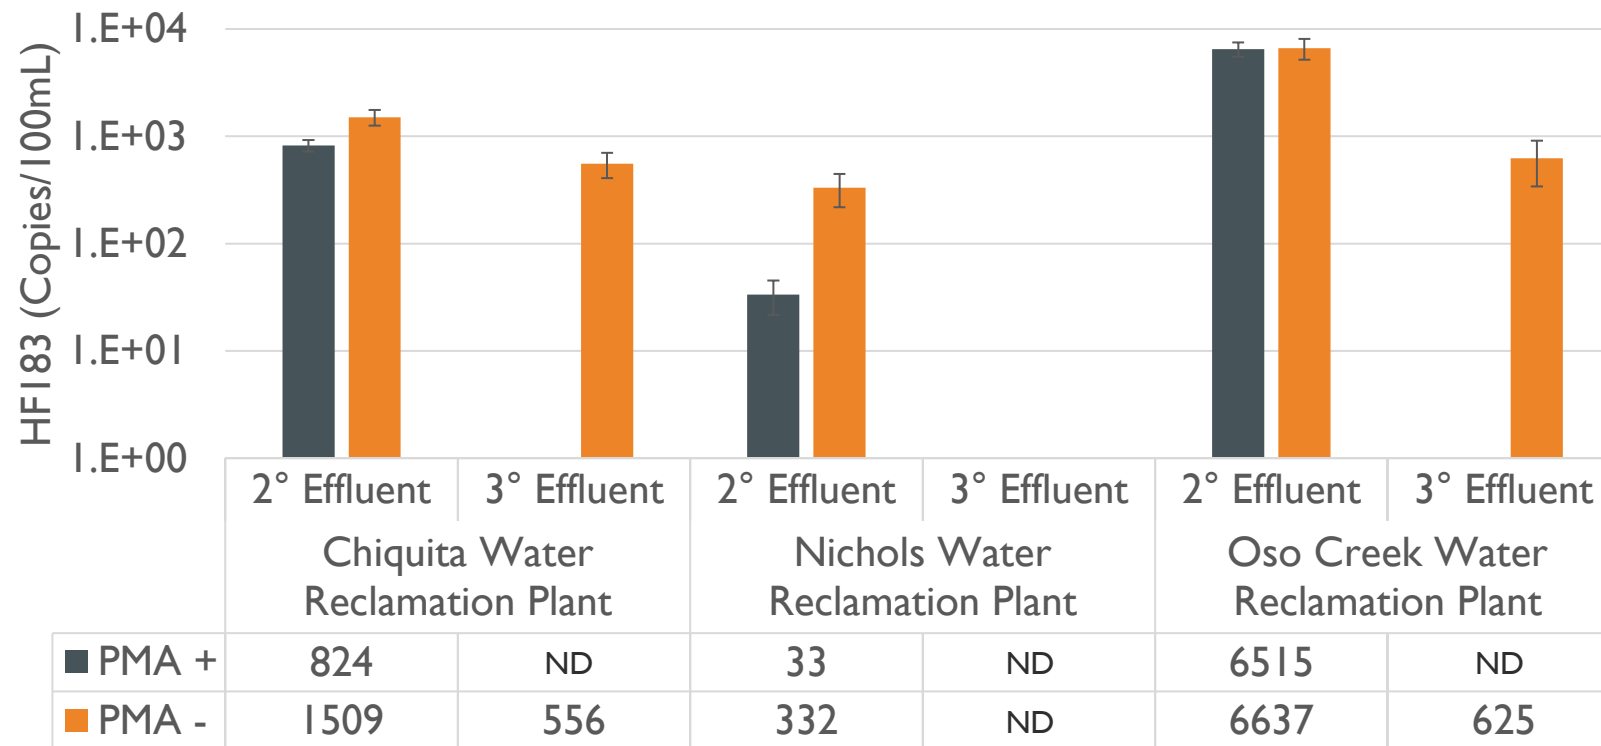 HF183 (Copies/100mL)
1.E+04
1.E+03
1.E+02
1.E+01
1.E+00
2° Effluent 3° Effluent 2° Effluent 3° Effluent 2° Effluent 3° Effluent
Chiquita Water Nichols Water Oso Creek Water
Reclamation Plant Reclamation Plant Reclamation Plant
PMA + 824 ND 33 ND 6515 ND
PMA - 1509 556 332 ND 6637 625